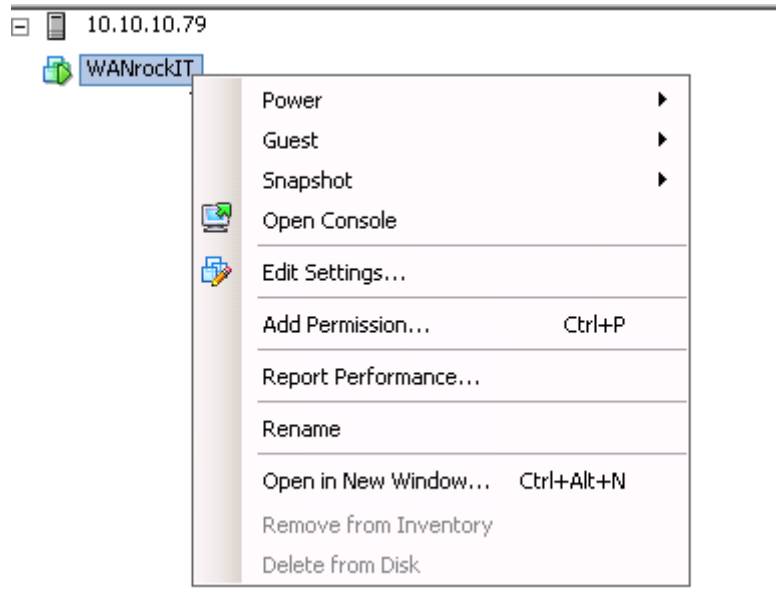 10.10.10.79
WANrockIT
Power
Guest
Snapshot
Open Console
Edit Settings...
Add Permission... Ctrl+P
Report Performance...
Rename
Open in New Window... Ctrl+Alt+N
Remove from Inventory
Delete from Disk